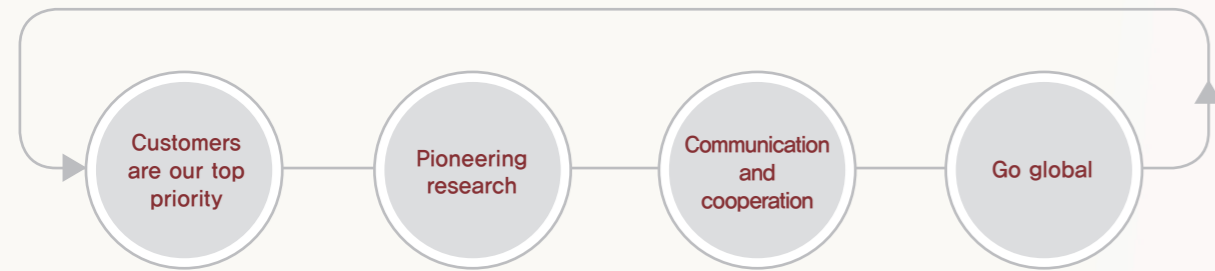 Customers
are our top
priority
Pioneering
research
Communication
and
cooperation
Go global